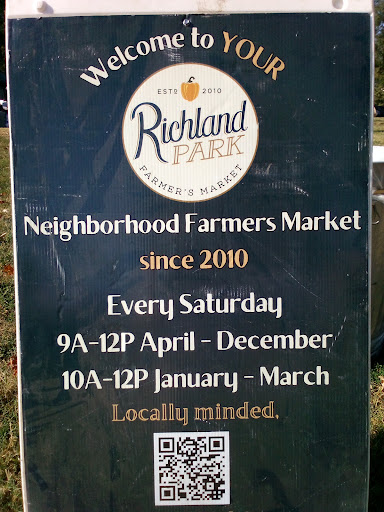 Welcome to YOUR
ESTD 2010
Richland
PARK
FARMER'S MARKET
Neighborhood Farmers Market
since 2010
Every Saturday
9A-12P April - December
10A-12P January - March
Locally minded.